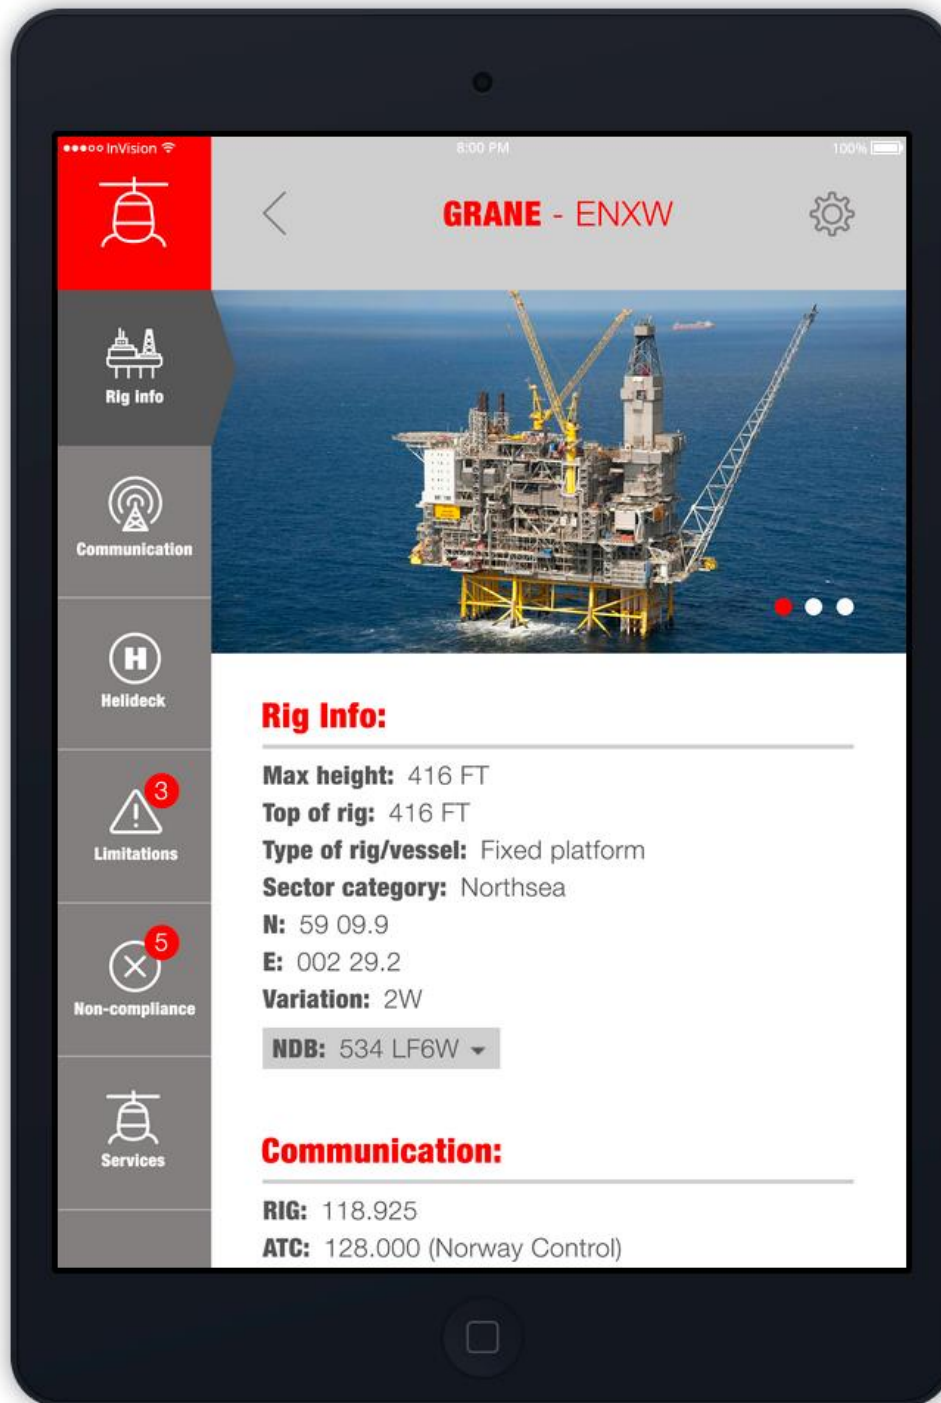 InVision
8:00 PM
100%
GRANE - ENXW
Rig info
Communication
H
Helideck
3
Limitations
5
Non-compliance
Services
Rig Info:
Max height: 416 FT
Top of rig: 416 FT
Type of rig/vessel: Fixed platform
Sector category: Northsea
N: 59 09.9
E: 002 29.2
Variation: 2W
NDB: 534 LF6W
Communication:
RIG: 118.925
ATC: 128.000 (Norway Control)